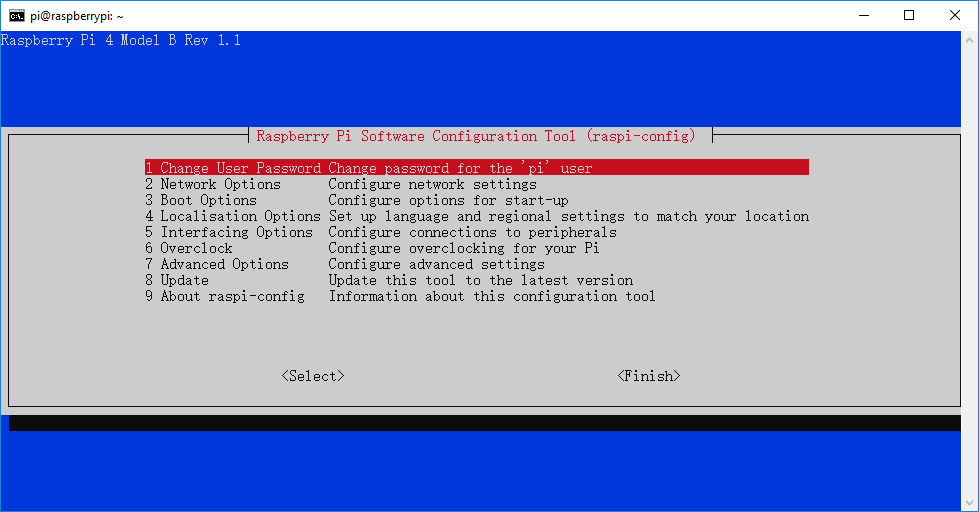 pi@raspberrypi: ~
Raspberry Pi 4 Model B Rev 1.1
Raspberry Pi Software Configuration Tool (raspi-config)
1 Change User Password Change password for the 'pi' user
2 Network Options Configure network settings
3 Boot Options Configure options for start-up
4 Localisation Options Set up language and regional settings to match your location
5 Interfacing Options Configure connections to peripherals
6 Overclock Configure overclocking for your Pi
7 Advanced Options Configure advanced settings
8 Update Update this tool to the latest version
9 About raspi-config Information about this configuration tool
<Select> <Finish>